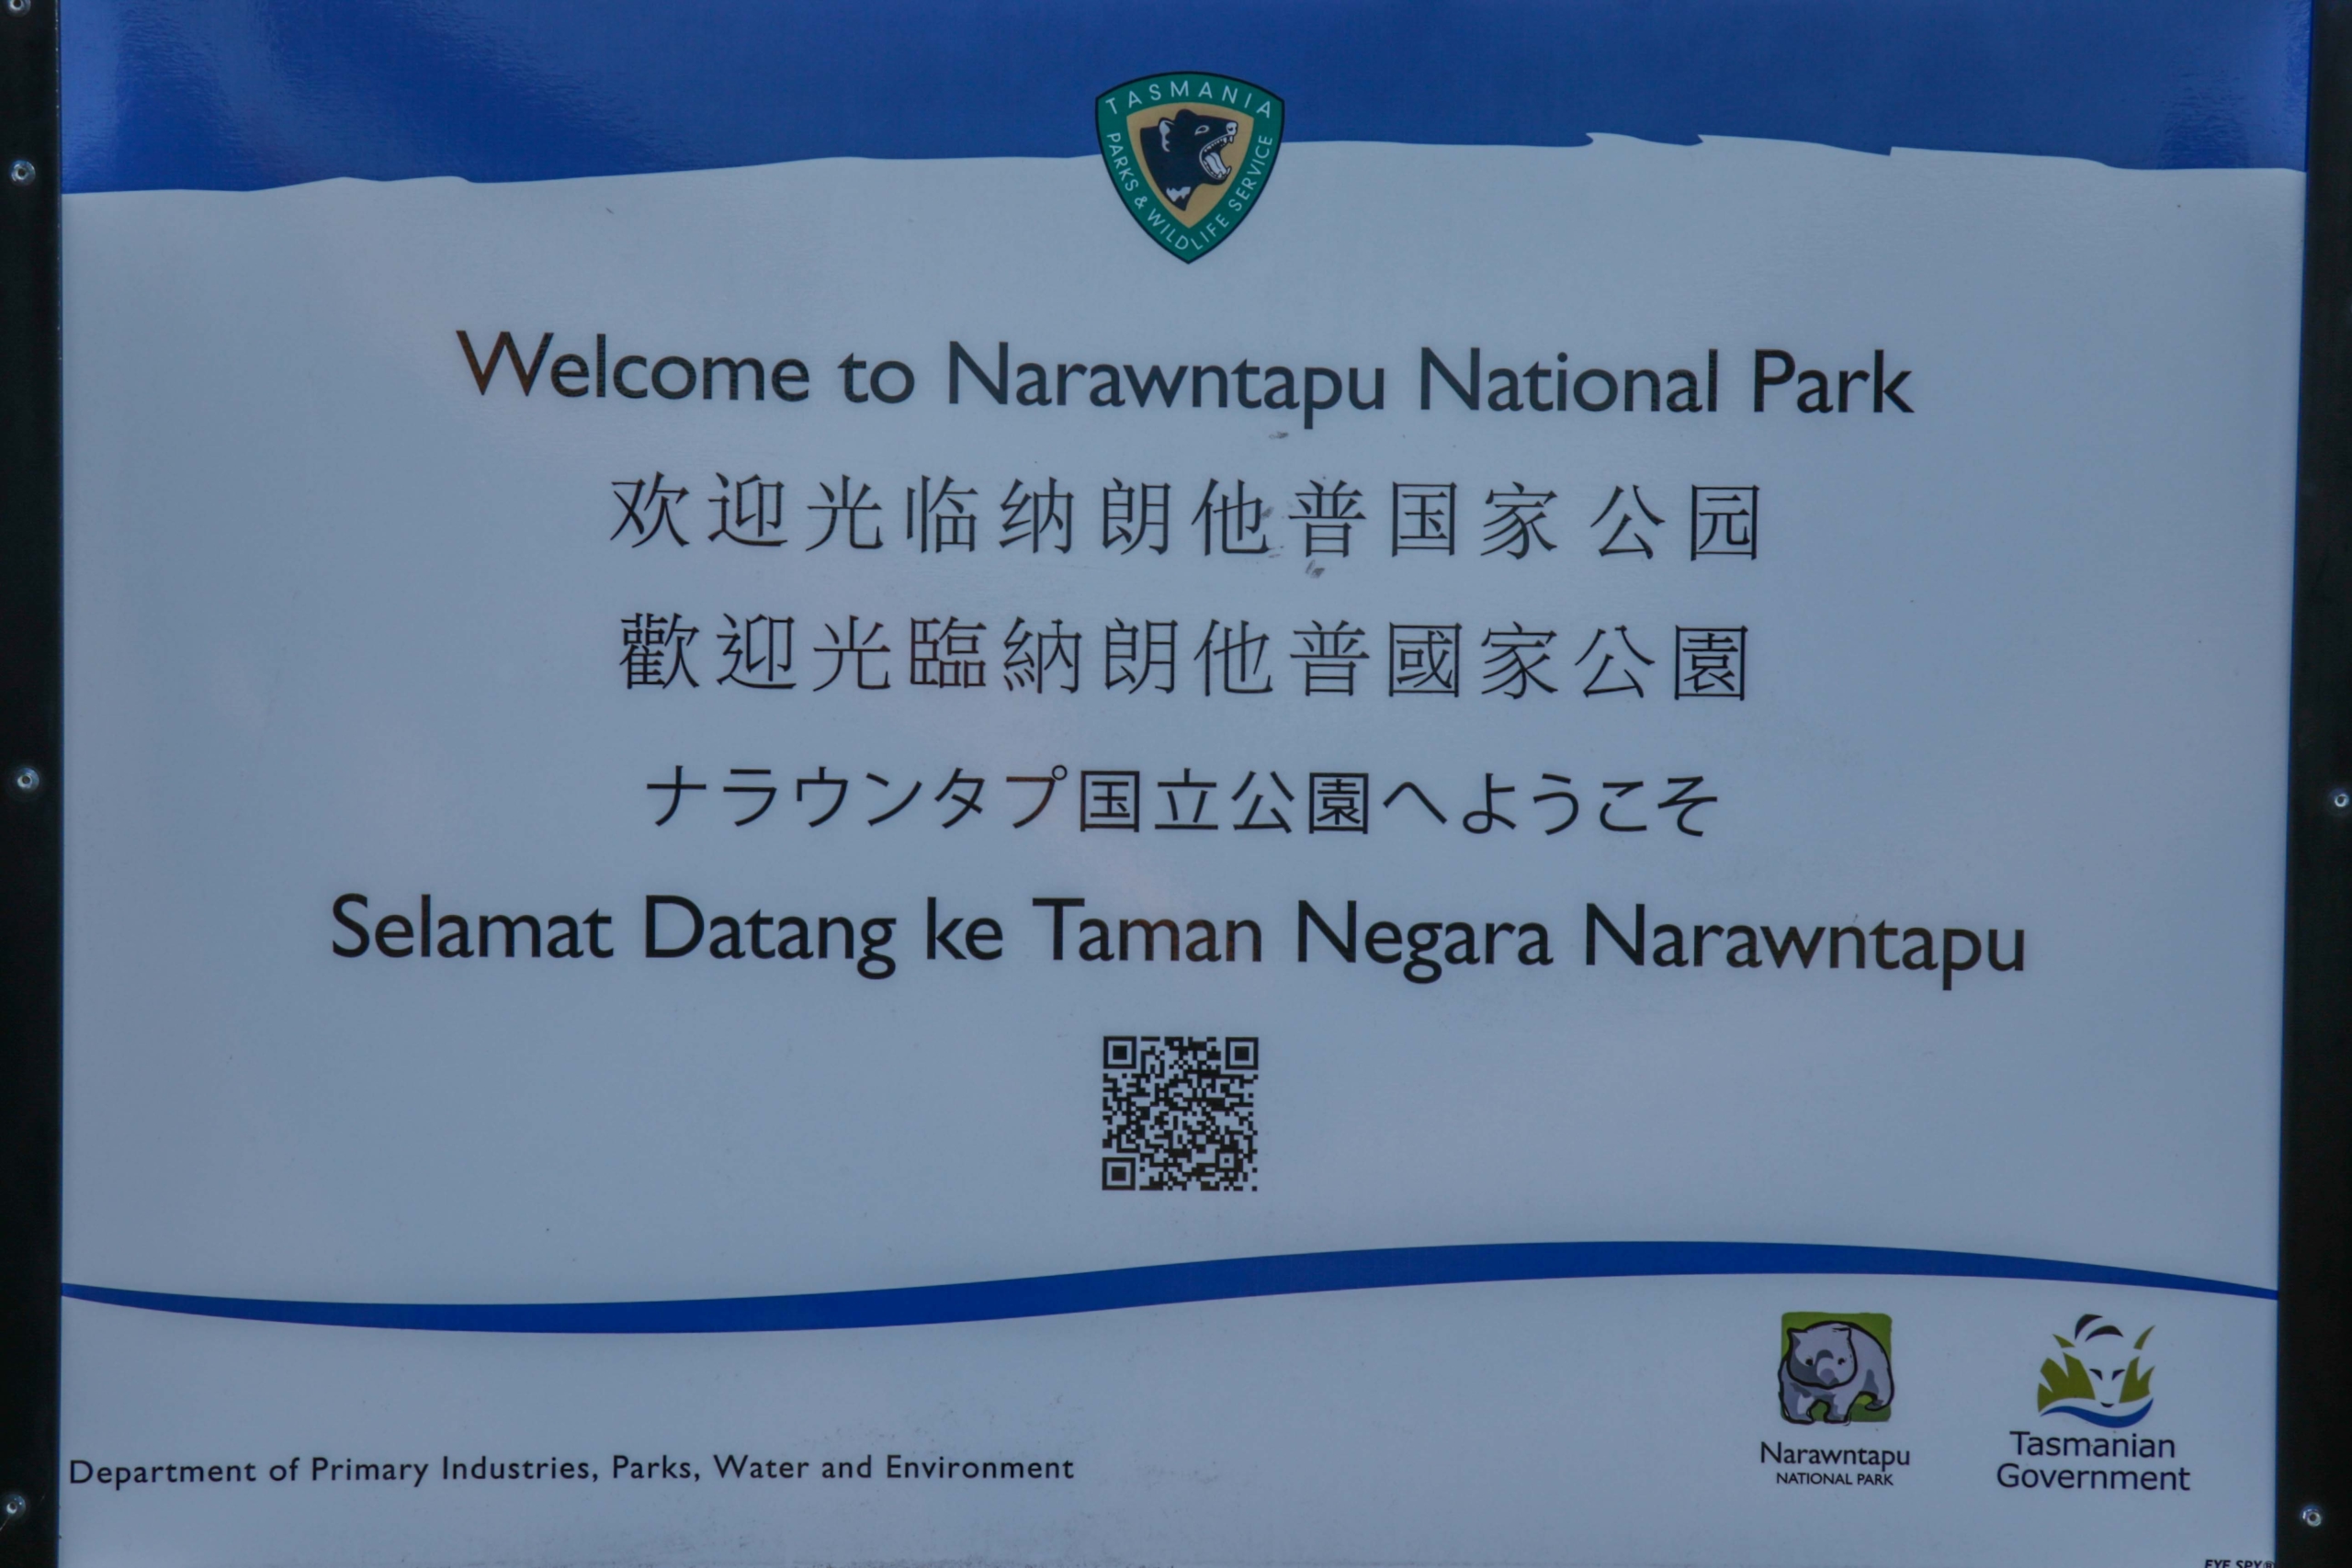 TASMANIA
PARKS & WILDLIFE SERVICE
Welcome to Narawntapu National Park
欢迎光临纳朗他普国家公园
歡迎光臨納朗他普國家公園
ナラウンタプ国立公園へようこそ
Selamat Datang ke Taman Negara Narawntapu
Department of Primary Industries, Parks, Water and Environment
Narawntapu
NATIONAL PARK
Tasmanian
Government
EYE SPY®